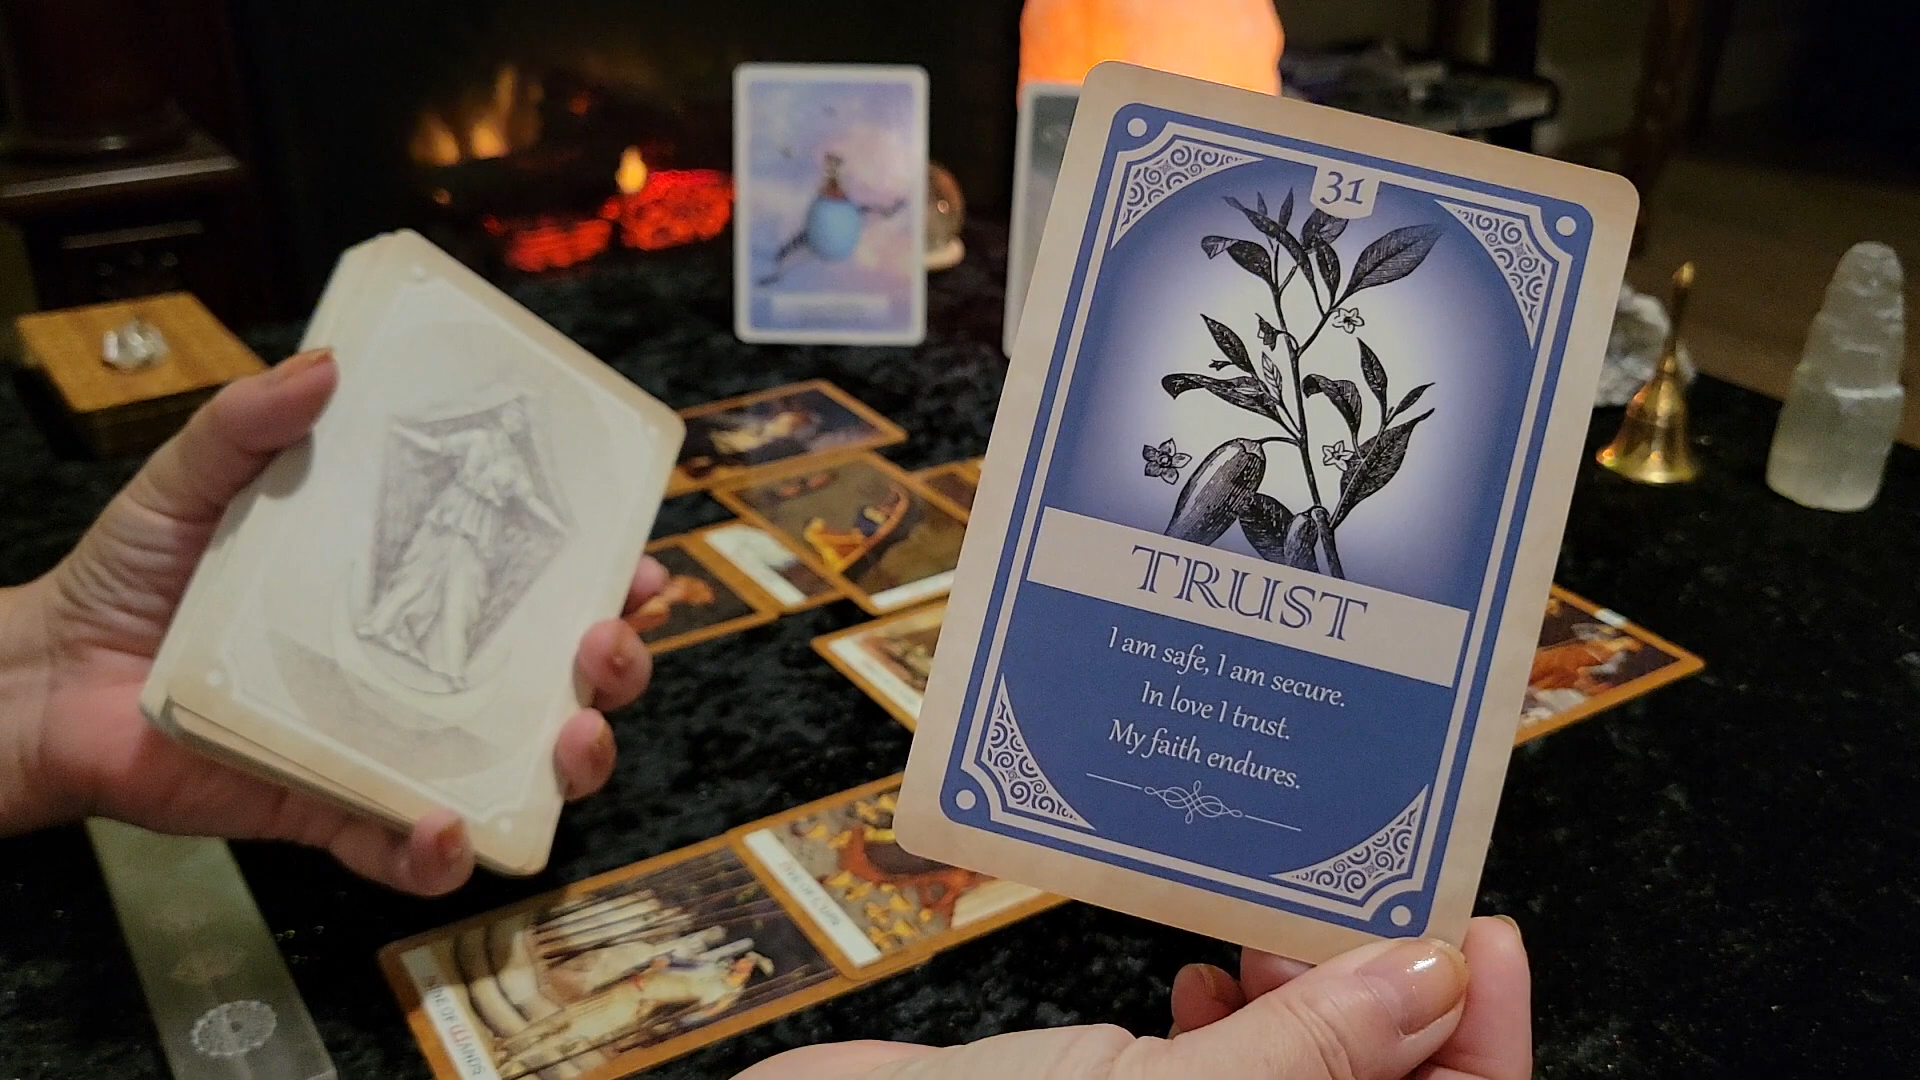 31
TRUST
I am safe, I am secure.
In love I trust.
My faith endures.